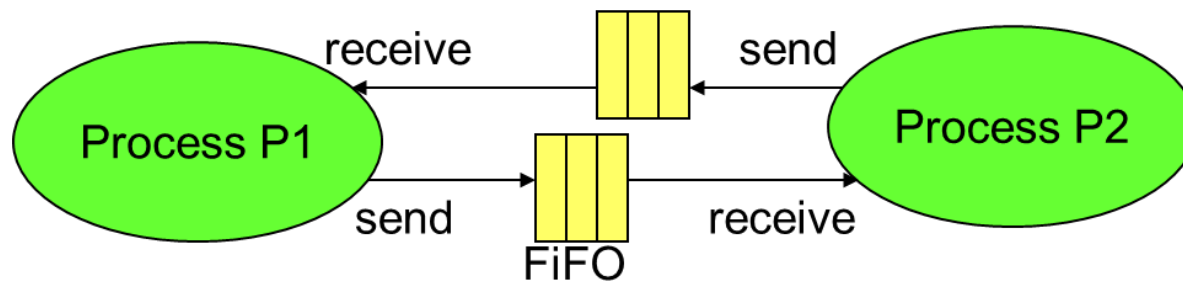 receive
send
Process P1
Process P2
send
receive
FiFO